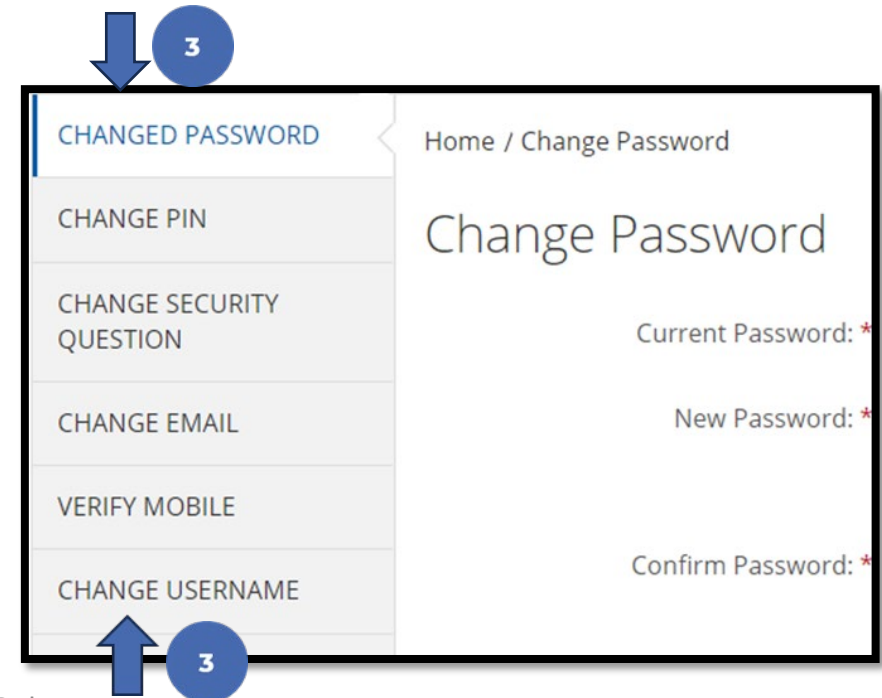 3
CHANGED PASSWORD
CHANGE PIN
CHANGE SECURITY
QUESTION
CHANGE EMAIL
VERIFY MOBILE
CHANGE USERNAME
Home / Change Password
Change Password
Current Password: *
New Password: *
Confirm Password: *
3